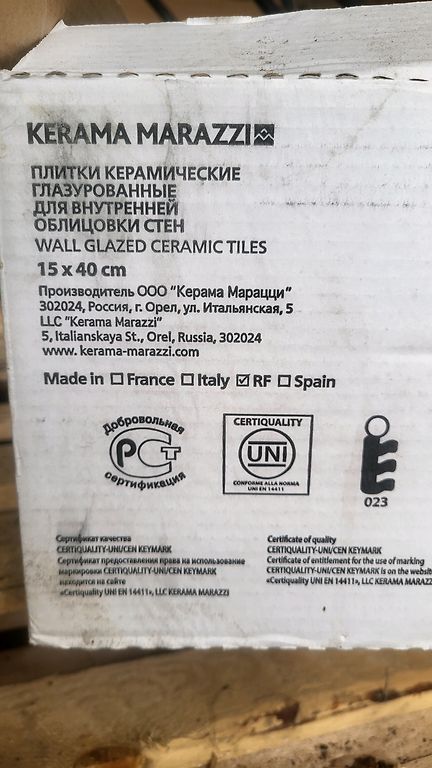 KERAMA MARAZZI
ПЛИТКИ КЕРАМИЧЕСКИЕ
ГЛАЗУРОВАННЫЕ
ДЛЯ ВНУТРЕННЕЙ
ОБЛИЦОВКИ СТЕН
WALL GLAZED CERAMIC TILES
15 x 40 cm
Производитель ООО "Керама Марацци"
302024, Россия, г. Орел, ул. Итальянская, 5
LLC "Kerama Marazzi"
5, Italianskaya St., Orel, Russia, 302024
www.kerama-marazzi.com
Made in ☐ France ☐ Italy ☑ RF ☐ Spain
Добровольная
РСТ
сертификация
CERTIQUALITY
UNI
CONFORME ALLA NORMA
UNI EN 14411
023
Сертификат качества
CERTIQUALITY-UNI/CEN KEYMARK
Сертификат предоставления права на использование
маркировки CERTIQUALITY-UNI/CEN KEYMARK
находится на сайте
«Certiquality UNI EN 14411», LLC KERAMA MARAZZI
Certificate of quality
CERTIQUALITY-UNI/CEN KEYMARK
Certificate of entitlement for the use of marking
CERTIQUALITY-UNI/CEN KEYMARK is on the websit
«Certiquality UNI EN 14411», LLC KERAMA MARAZZ